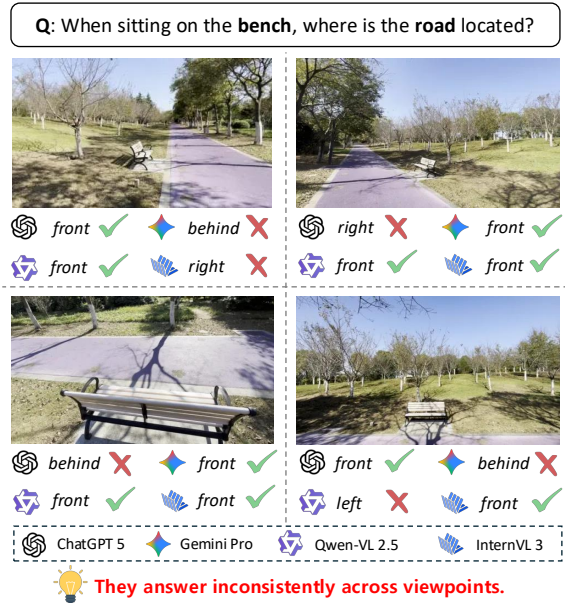 Q: When sitting on the bench, where is the road located?
front behind right front
front right front front
behind front front behind
front front left front
ChatGPT 5 Gemini Pro Qwen-VL 2.5 InternVL 3
They answer inconsistently across viewpoints.